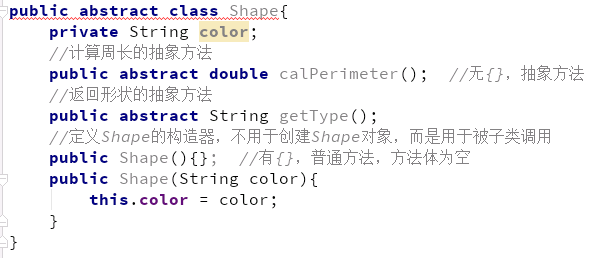 public abstract class Shape{
    private String color;
    //计算周长的抽象方法
    public abstract double calPerimeter();  //无{}，抽象方法
    //返回形状的抽象方法
    public abstract String getType();
    //定义Shape的构造器，不用于创建Shape对象，而是用于被子类调用
    public Shape(){};  //有{}，普通方法，方法体为空
    public Shape(String color){
        this.color = color;
    }
}